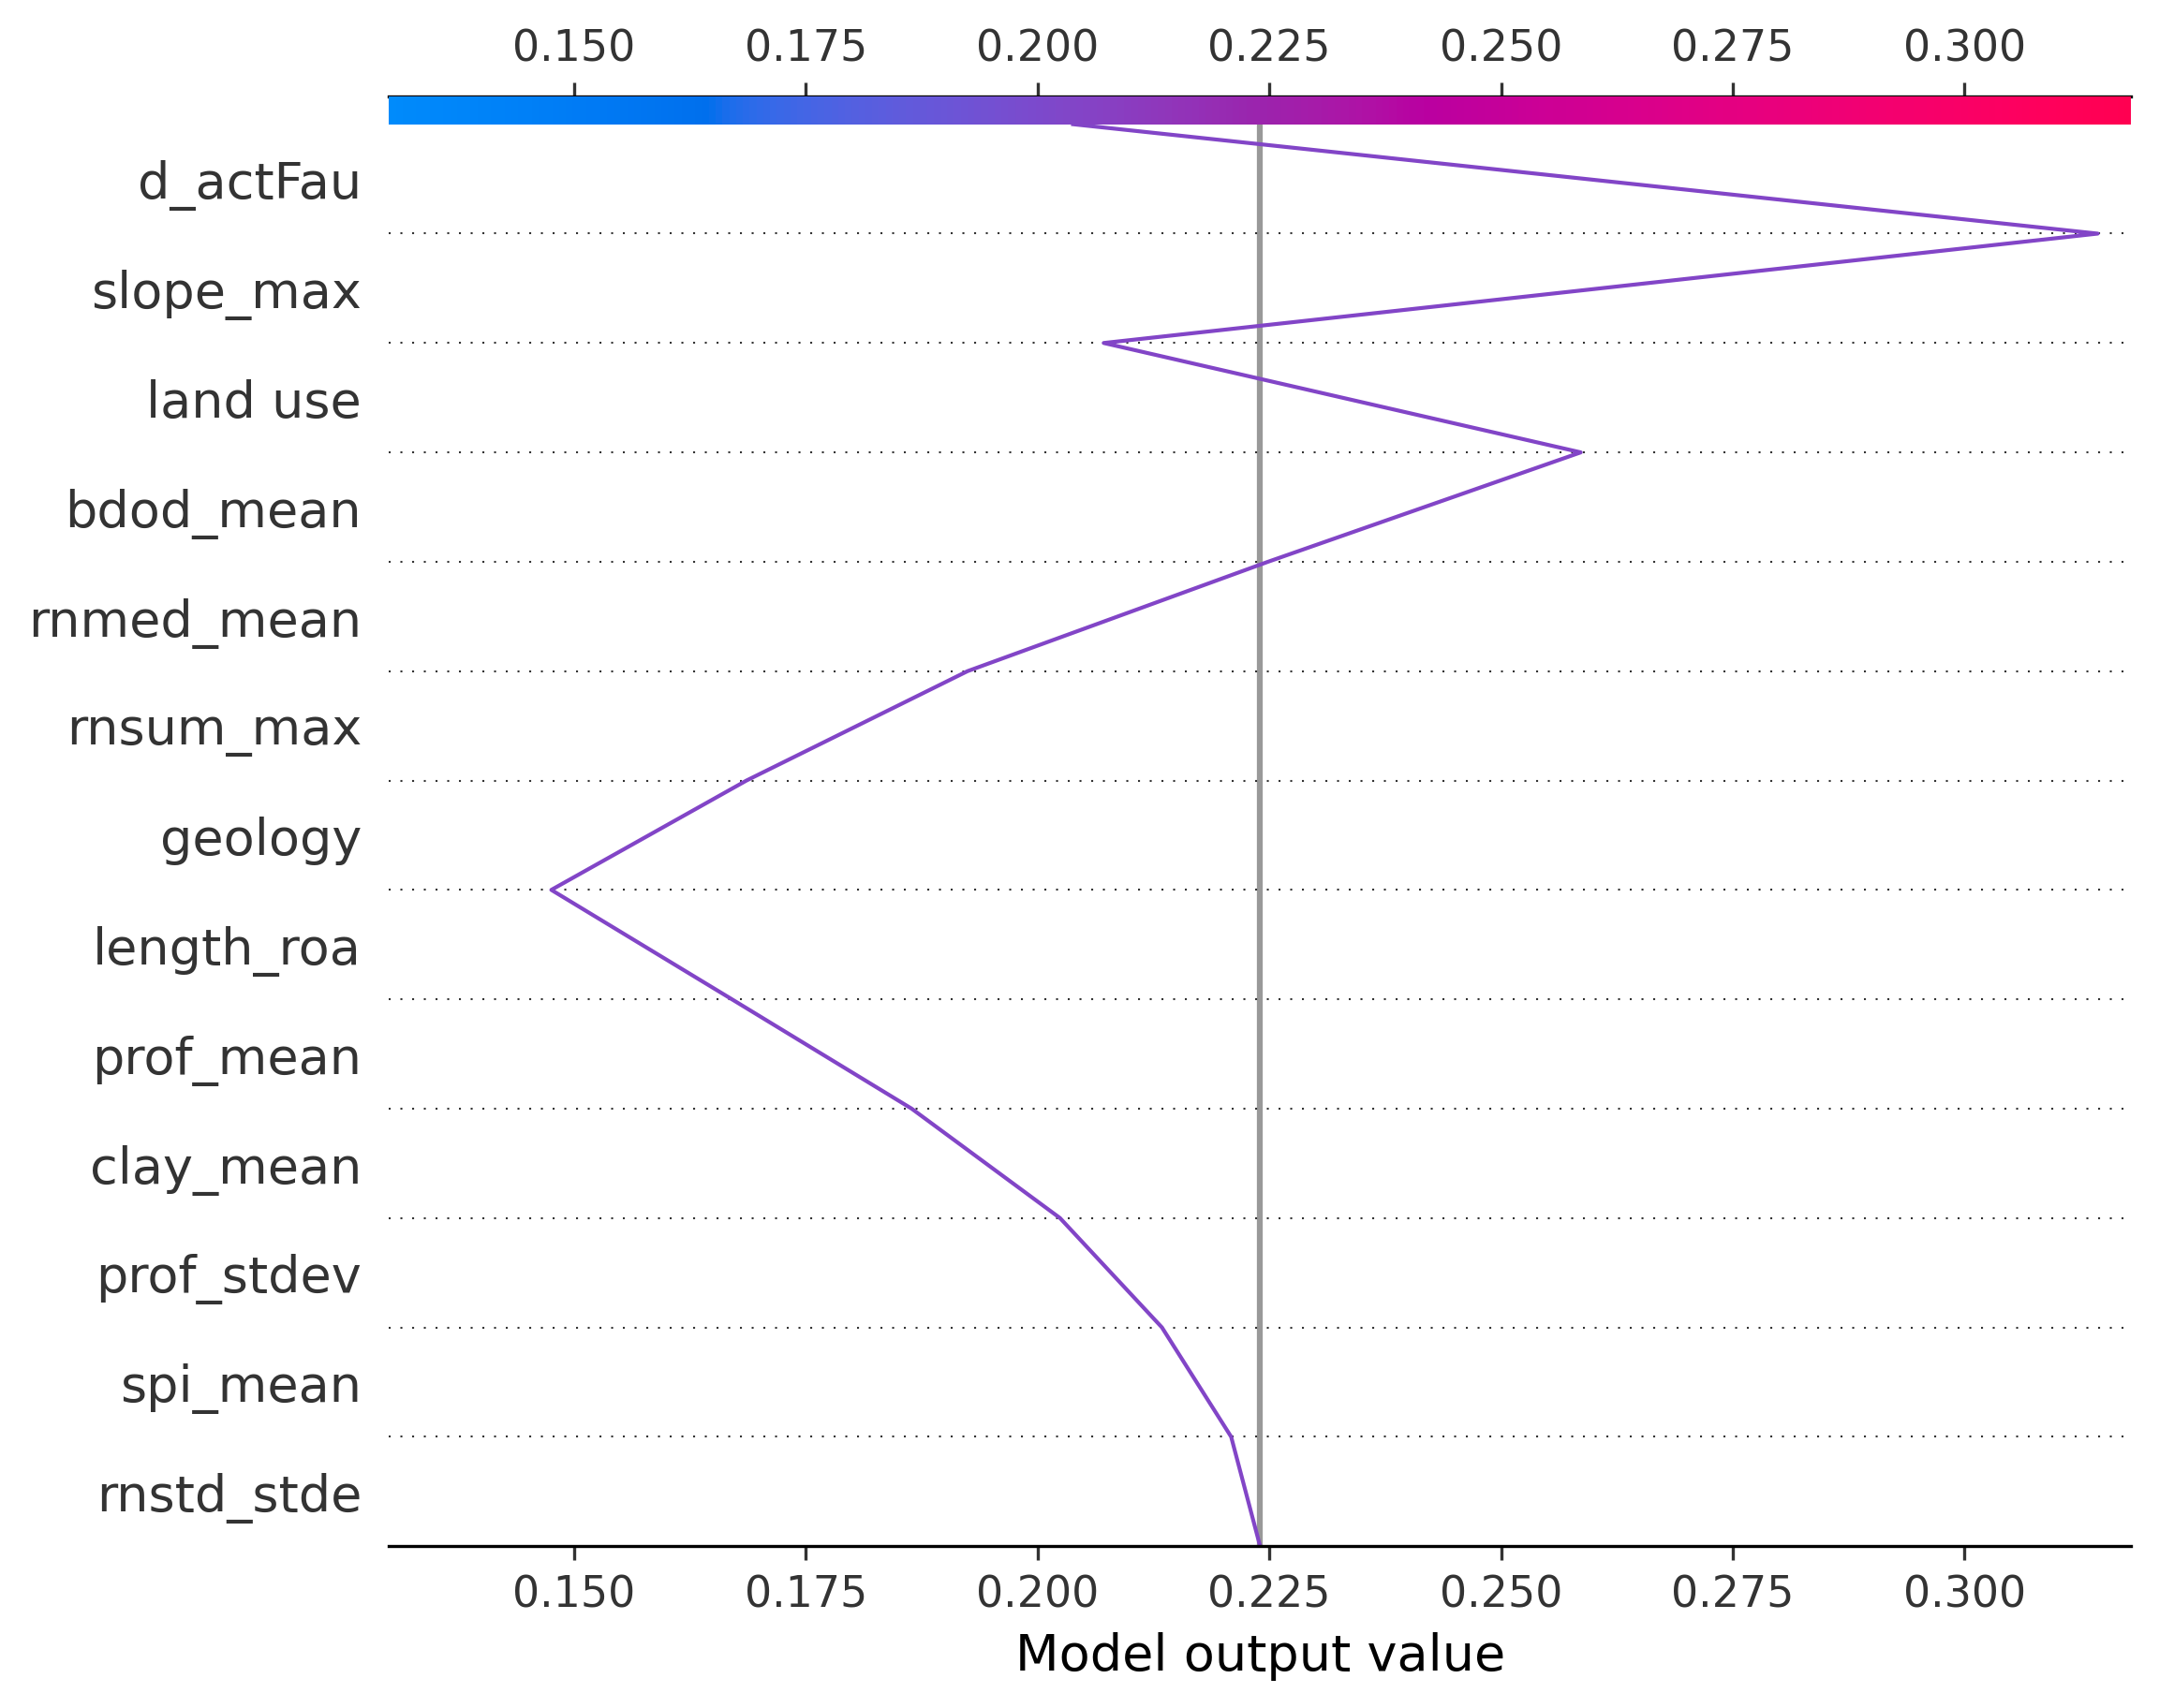 0.150 0.175 0.200 0.225 0.250 0.275 0.300
d_actFau
slope_max
land use
bdod_mean
rnmed_mean
rnsum_max
geology
length_roa
prof_mean
clay_mean
prof_stdev
spi_mean
rnstd_stde
0.150 0.175 0.200 0.225 0.250 0.275 0.300
Model output value